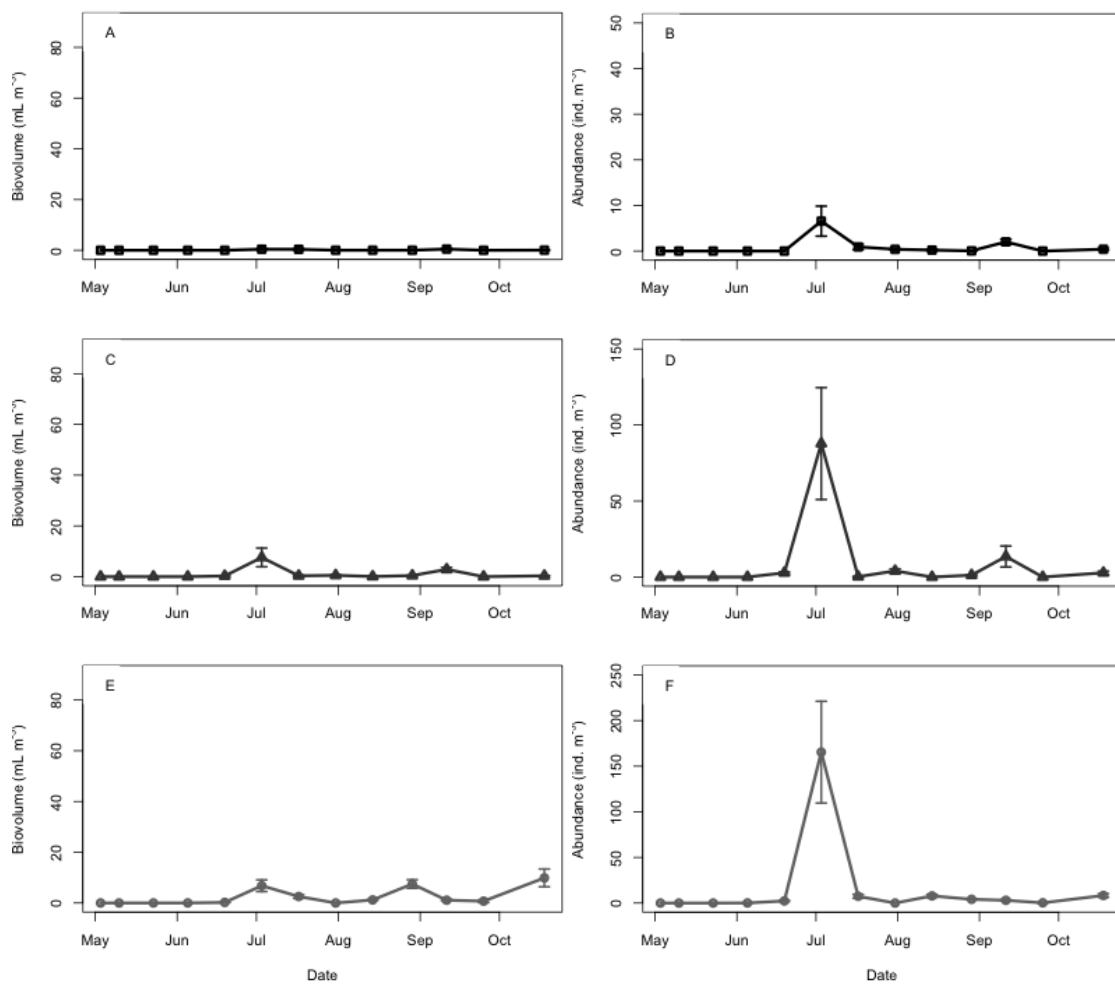 A
Biovolume (mL m⁻³)
80
60
40
20
0
May Jun Jul Aug Sep Oct
B
Abundance (ind. m⁻³)
50
40
30
20
10
0
May Jun Jul Aug Sep Oct
C
Biovolume (mL m⁻³)
80
60
40
20
0
May Jun Jul Aug Sep Oct
D
Abundance (ind. m⁻³)
150
100
50
0
May Jun Jul Aug Sep Oct
E
Biovolume (mL m⁻³)
80
60
40
20
0
May Jun Jul Aug Sep Oct
Date
F
Abundance (ind. m⁻³)
250
200
150
100
50
0
May Jun Jul Aug Sep Oct
Date